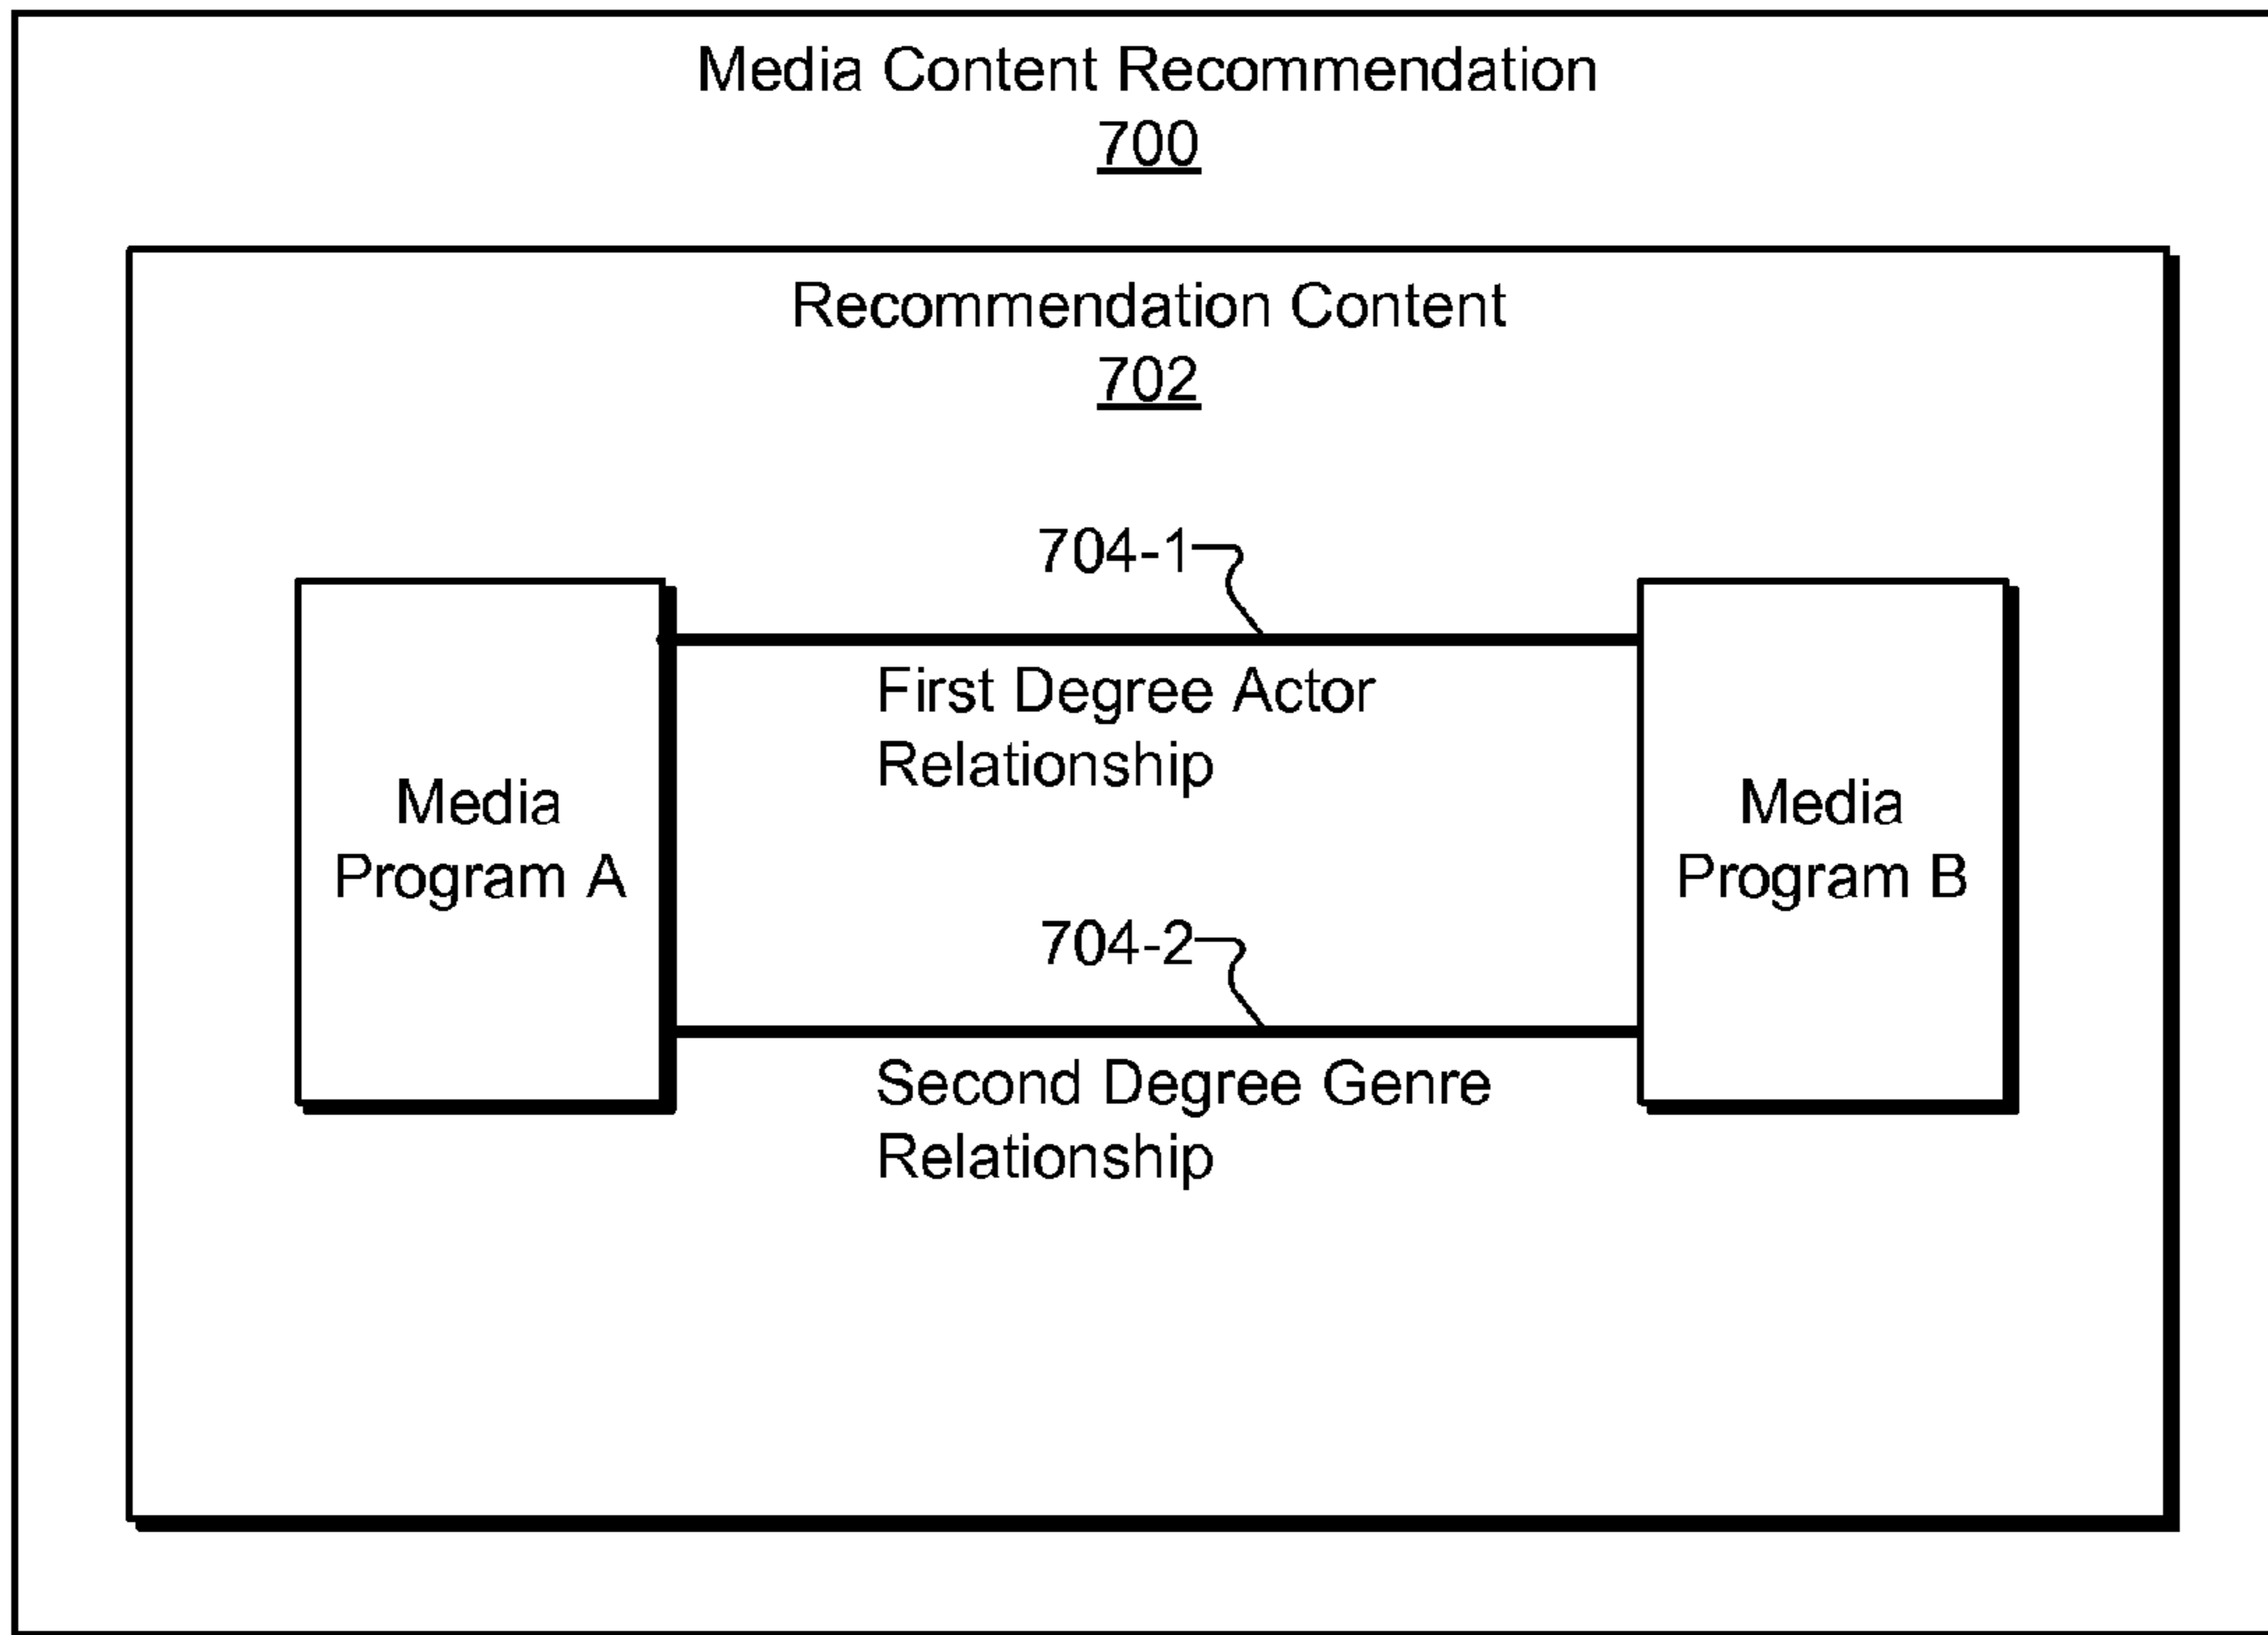 Media Content Recommendation
700
Recommendation Content
702
704-1
First Degree Actor
Relationship
Media
Program A
Media
Program B
704-2
Second Degree Genre
Relationship